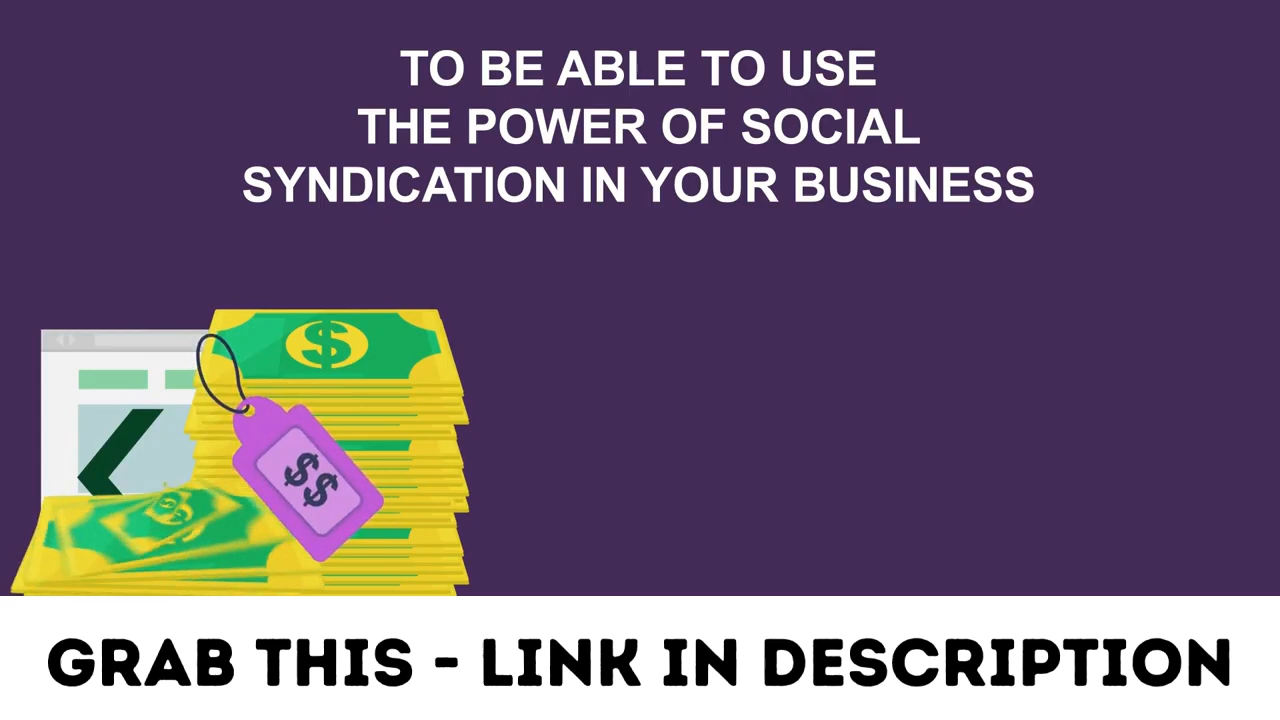 TO BE ABLE TO USE
THE POWER OF SOCIAL
SYNDICATION IN YOUR BUSINESS
$
$$
GRAB THIS - LINK IN DESCRIPTION